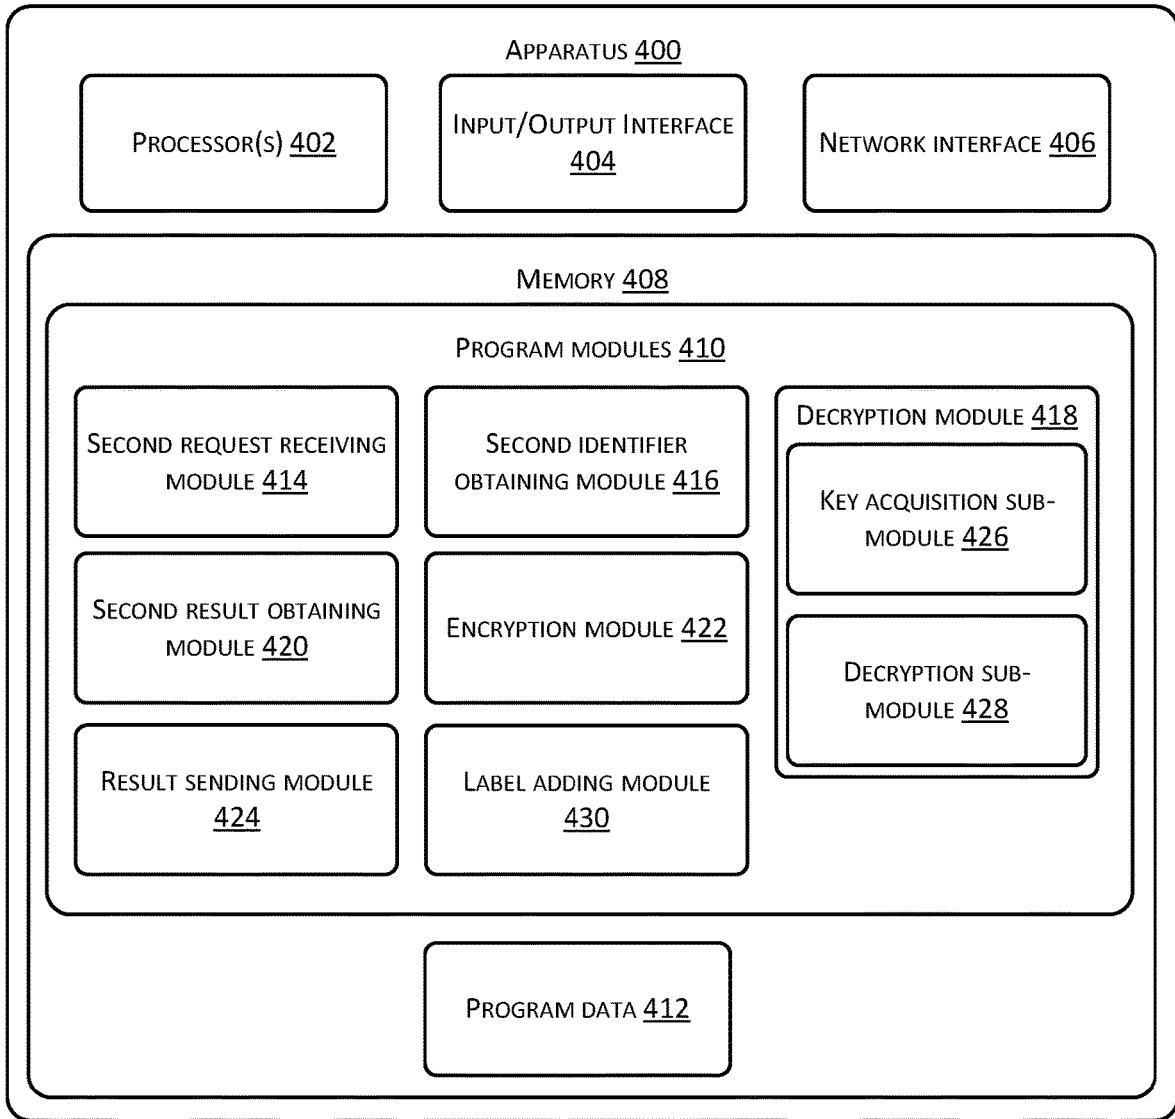 APPARATUS 400
PROCESSOR(S) 402
INPUT/OUTPUT INTERFACE
404
NETWORK INTERFACE 406
MEMORY 408
PROGRAM MODULES 410
SECOND REQUEST RECEIVING
MODULE 414
SECOND IDENTIFIER
OBTAINING MODULE 416
DECRYPTION MODULE 418
KEY ACQUISITION SUB-
MODULE 426
SECOND RESULT OBTAINING
MODULE 420
ENCRYPTION MODULE 422
DECRYPTION SUB-
MODULE 428
RESULT SENDING MODULE
424
LABEL ADDING MODULE
430
PROGRAM DATA 412